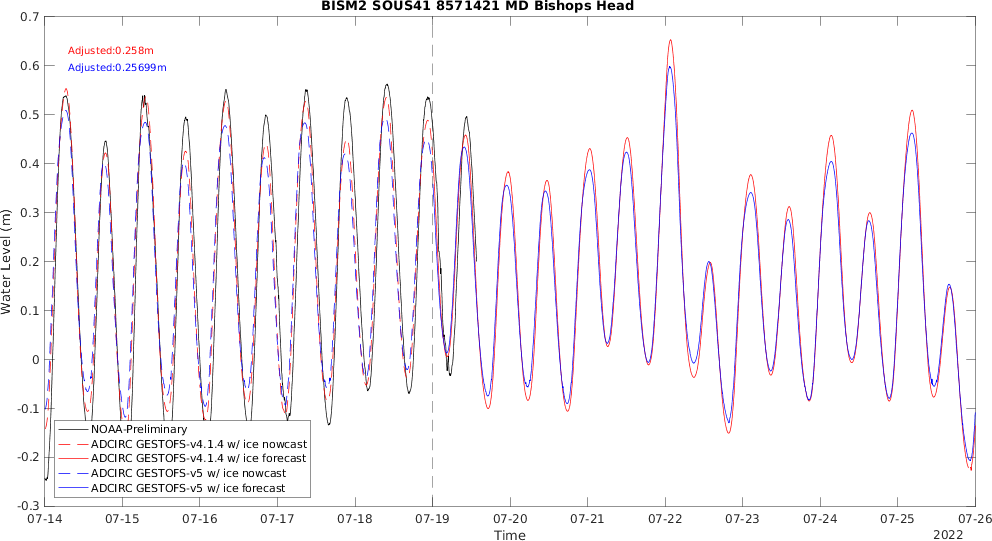 BISM2 SOUS41 8571421 MD Bishops Head
Adjusted:0.258m
Adjusted:0.25699m
Water Level (m)
0.7
0.6
0.5
0.4
0.3
0.2
0.1
0
-0.1
-0.2
-0.3
NOAA-Preliminary
ADCIRC GESTOFS-v4.1.4 w/ ice nowcast
ADCIRC GESTOFS-v4.1.4 w/ ice forecast
ADCIRC GESTOFS-v5 w/ ice nowcast
ADCIRC GESTOFS-v5 w/ ice forecast
07-14 07-15 07-16 07-17 07-18 07-19 07-20 07-21 07-22 07-23 07-24 07-25 07-26
Time
2022